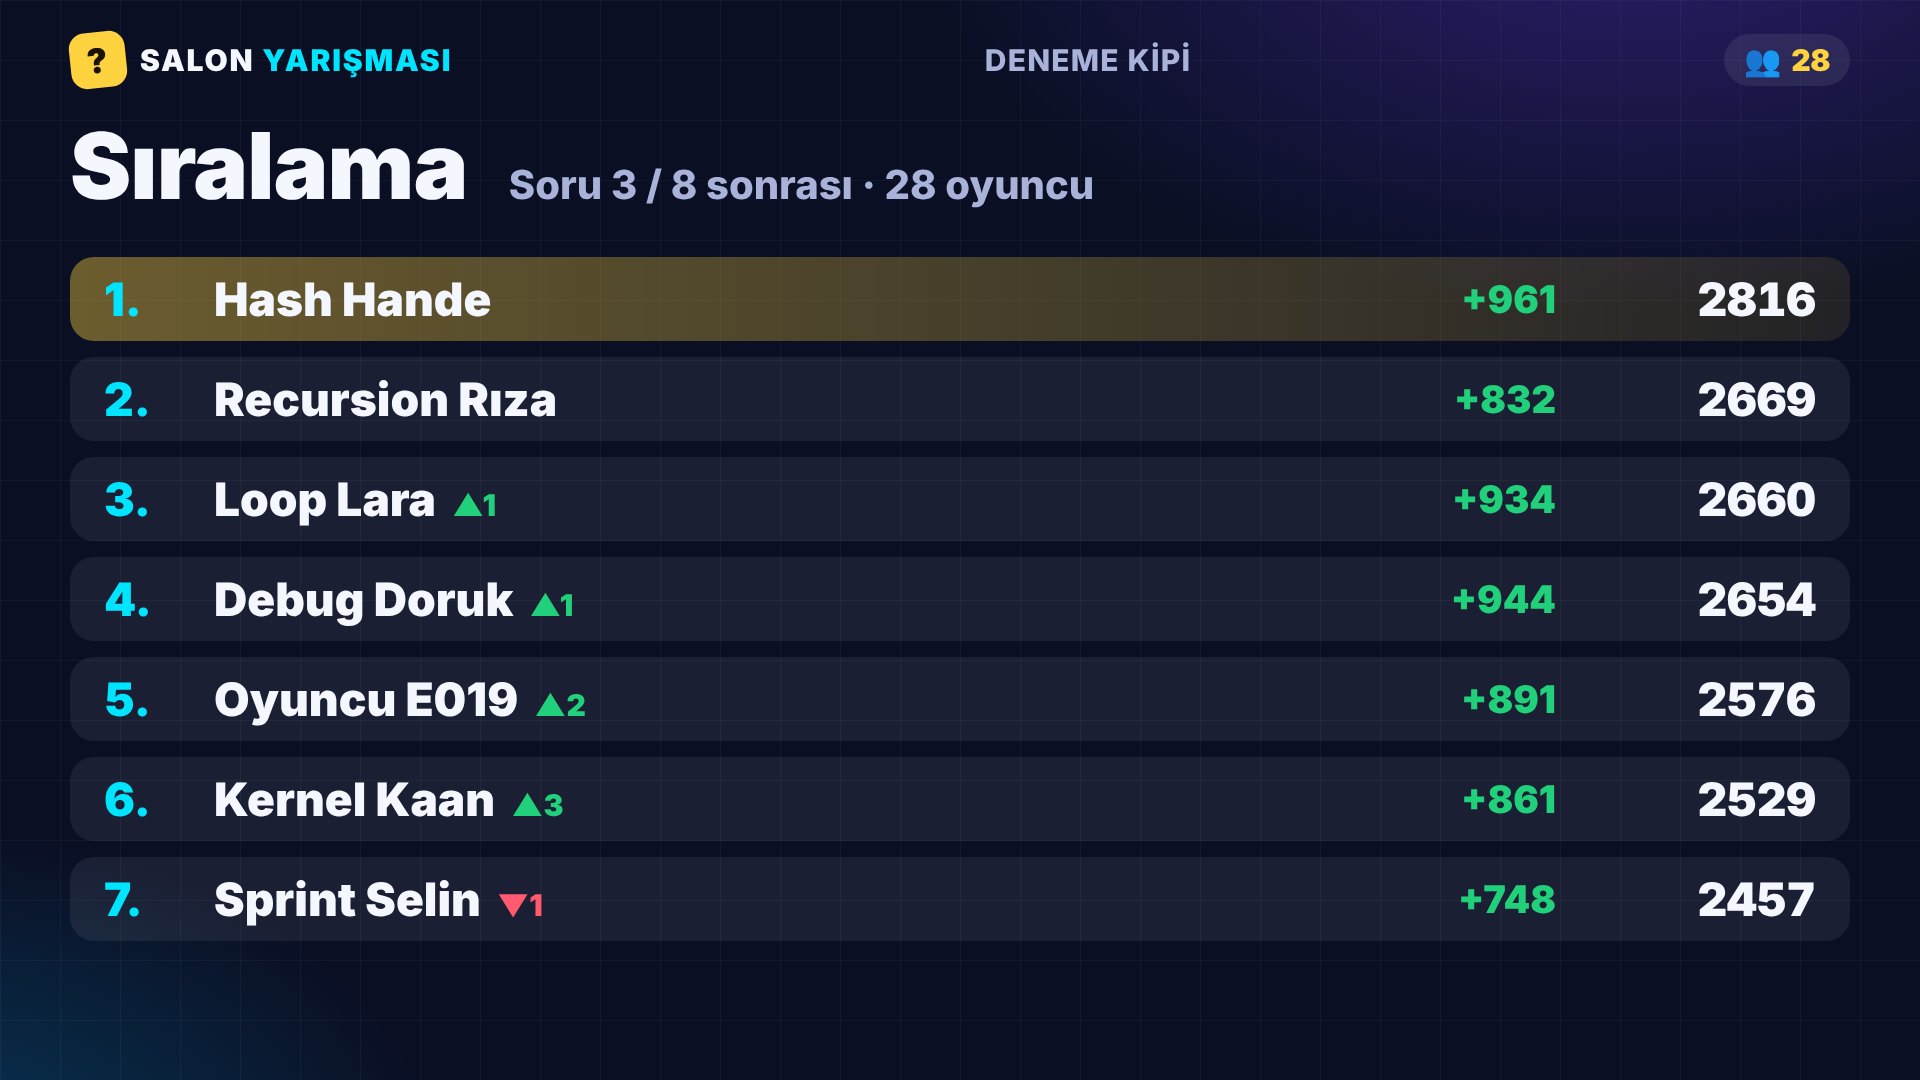 ? SALON YARIŞMASI
DENEME KİPİ
👥 28
Sıralama Soru 3 / 8 sonrası · 28 oyuncu
1. Hash Hande +961 2816
2. Recursion Rıza +832 2669
3. Loop Lara ▲1 +934 2660
4. Debug Doruk ▲1 +944 2654
5. Oyuncu E019 ▲2 +891 2576
6. Kernel Kaan ▲3 +861 2529
7. Sprint Selin ▼1 +748 2457